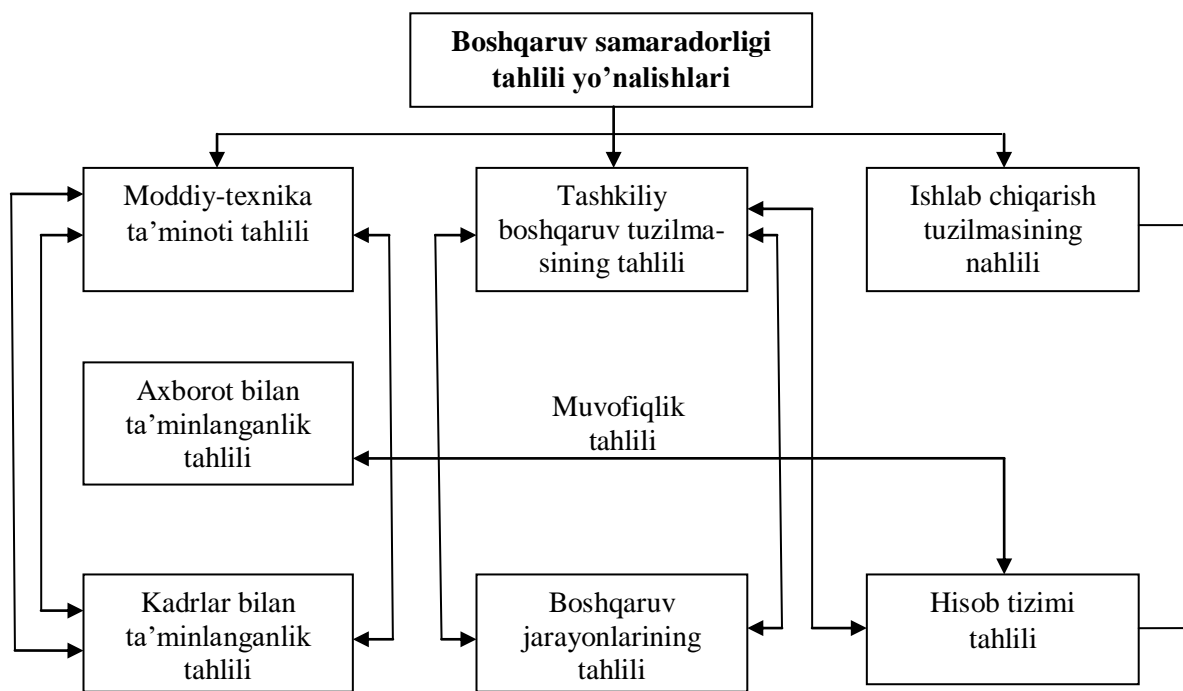 Boshqaruv samaradorligi
tahlili yo’nalishlari
Moddiy-texnika
ta’minoti tahlili
Tashkiliy
boshqaruv tuzilma-
sining tahlili
Ishlab chiqarish
tuzilmasining
nahlili
Axborot bilan
ta’minlanganlik
tahlili
Muvofiqlik
tahlili
Kadrlar bilan
ta’minlanganlik
tahlili
Boshqaruv
jarayonlarining
tahlili
Hisob tizimi
tahlili